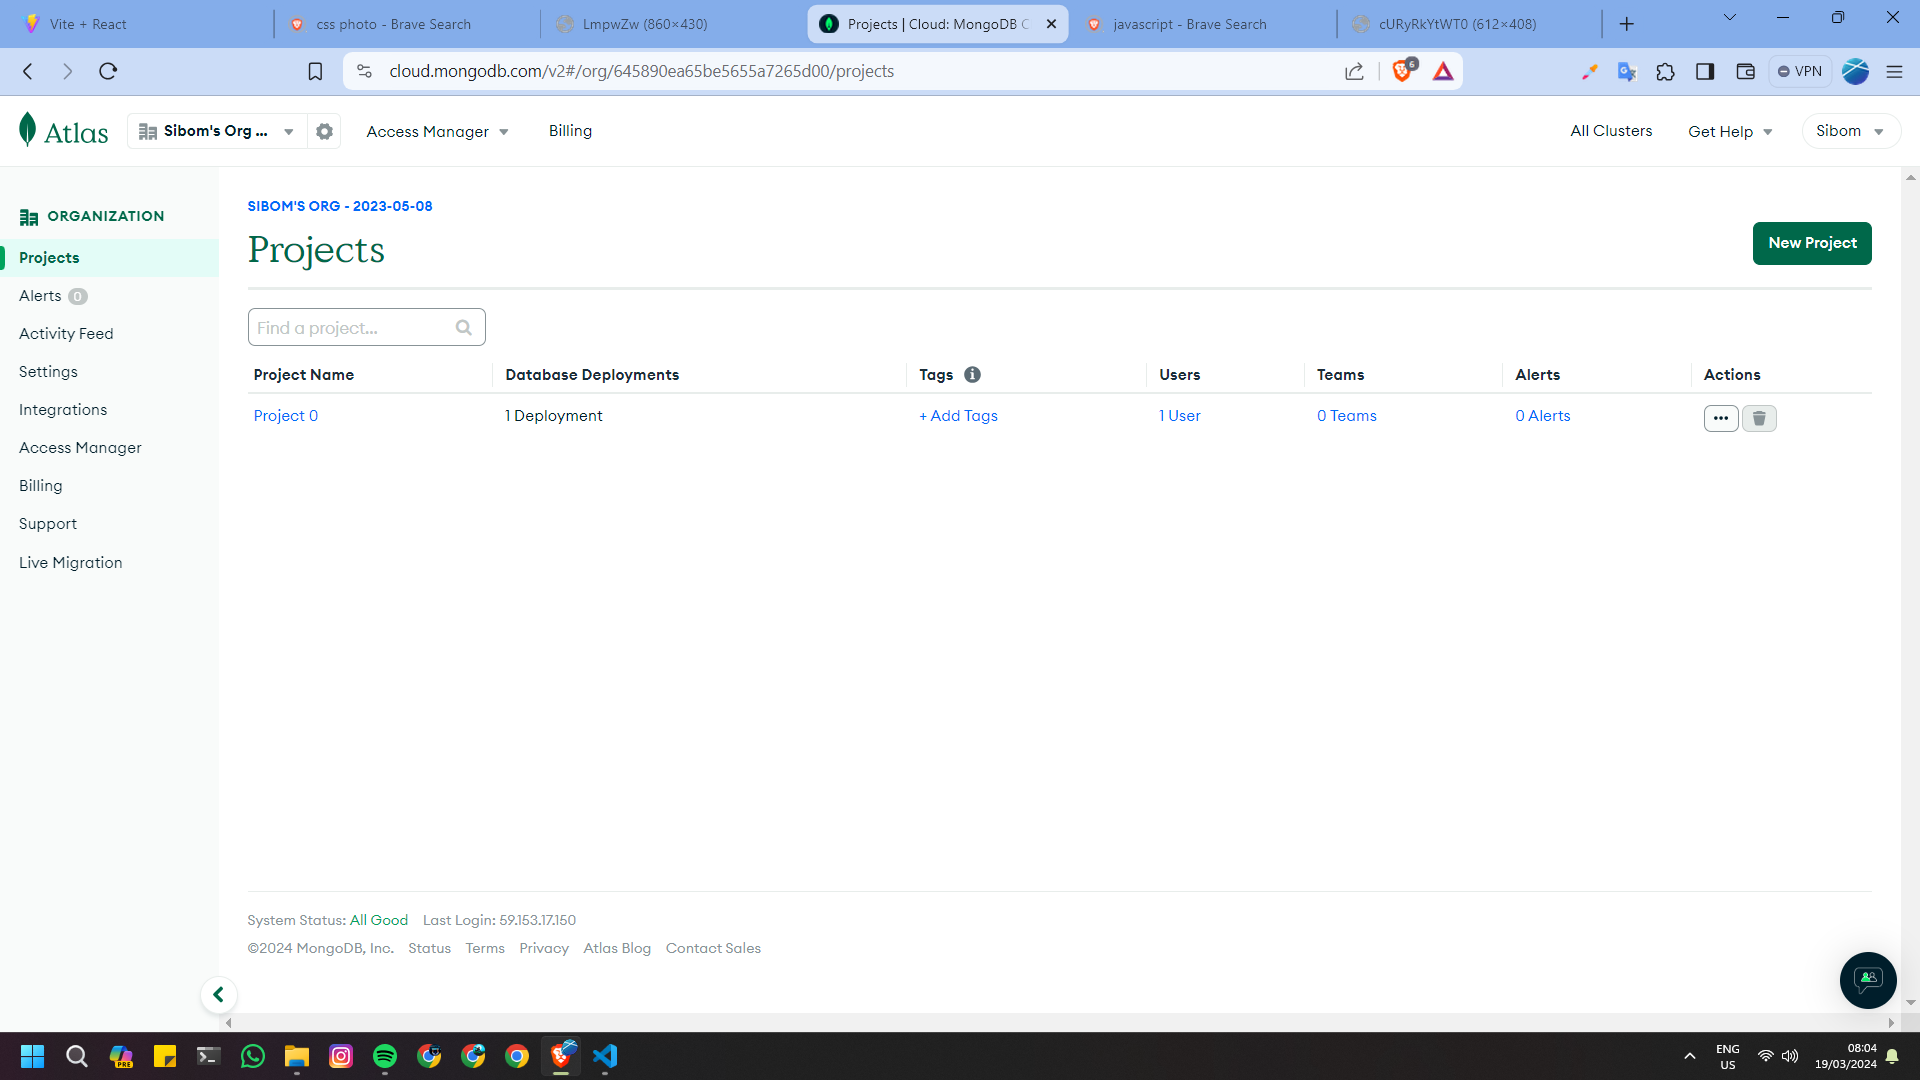 Vite + React
css photo - Brave Search
LmpwZw (860×430)
Projects | Cloud: MongoDB C
javascript - Brave Search
cURyRkYtWT0 (612×408)
cloud.mongodb.com/v2#/org/645890ea65be5655a7265d00/projects
6
VPN
Atlas
Sibom's Org ...
Access Manager
Billing
All Clusters
Get Help
Sibom
ORGANIZATION
Projects
Alerts 0
Activity Feed
Settings
Integrations
Access Manager
Billing
Support
Live Migration
SIBOM'S ORG - 2023-05-08
Projects
New Project
Find a project...
Project Name Database Deployments Tags Users Teams Alerts Actions
Project 0 1 Deployment + Add Tags 1 User 0 Teams 0 Alerts
System Status: All Good Last Login: 59.153.17.150
©2024 MongoDB, Inc. Status Terms Privacy Atlas Blog Contact Sales
PRE
ENG
US
08:04
19/03/2024